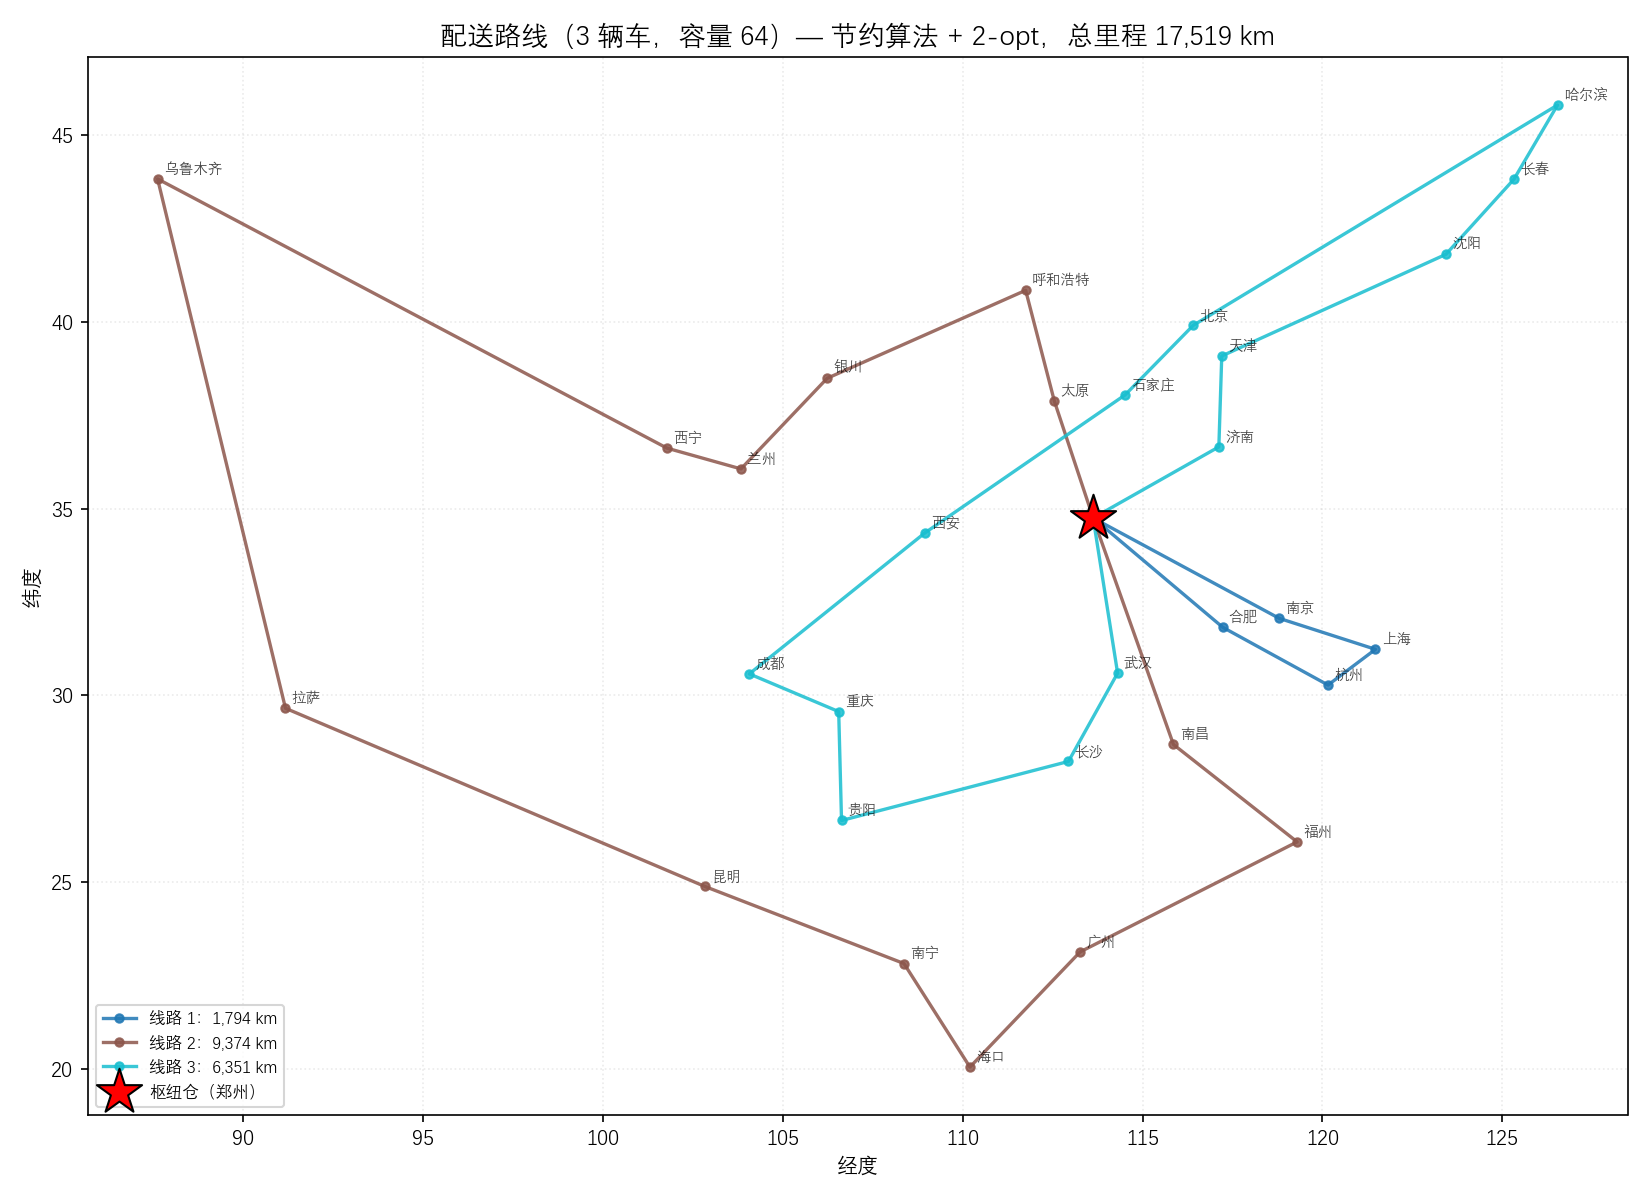 配送路线（3 辆车，容量 64）— 节约算法 + 2-opt，总里程 17,519 km
哈尔滨
45
乌鲁木齐
长春
沈阳
呼和浩特
40
北京
天津
银川
石家庄
太原
西宁
济南
兰州
35
西安
纬度
南京
合肥
上海
成都
武汉
杭州
30
拉萨
重庆
南昌
长沙
贵阳
福州
25
昆明
南宁
广州
20
海口
线路 1：1,794 km
线路 2：9,374 km
线路 3：6,351 km
枢纽仓（郑州）
90 95 100 105 110 115 120 125
经度